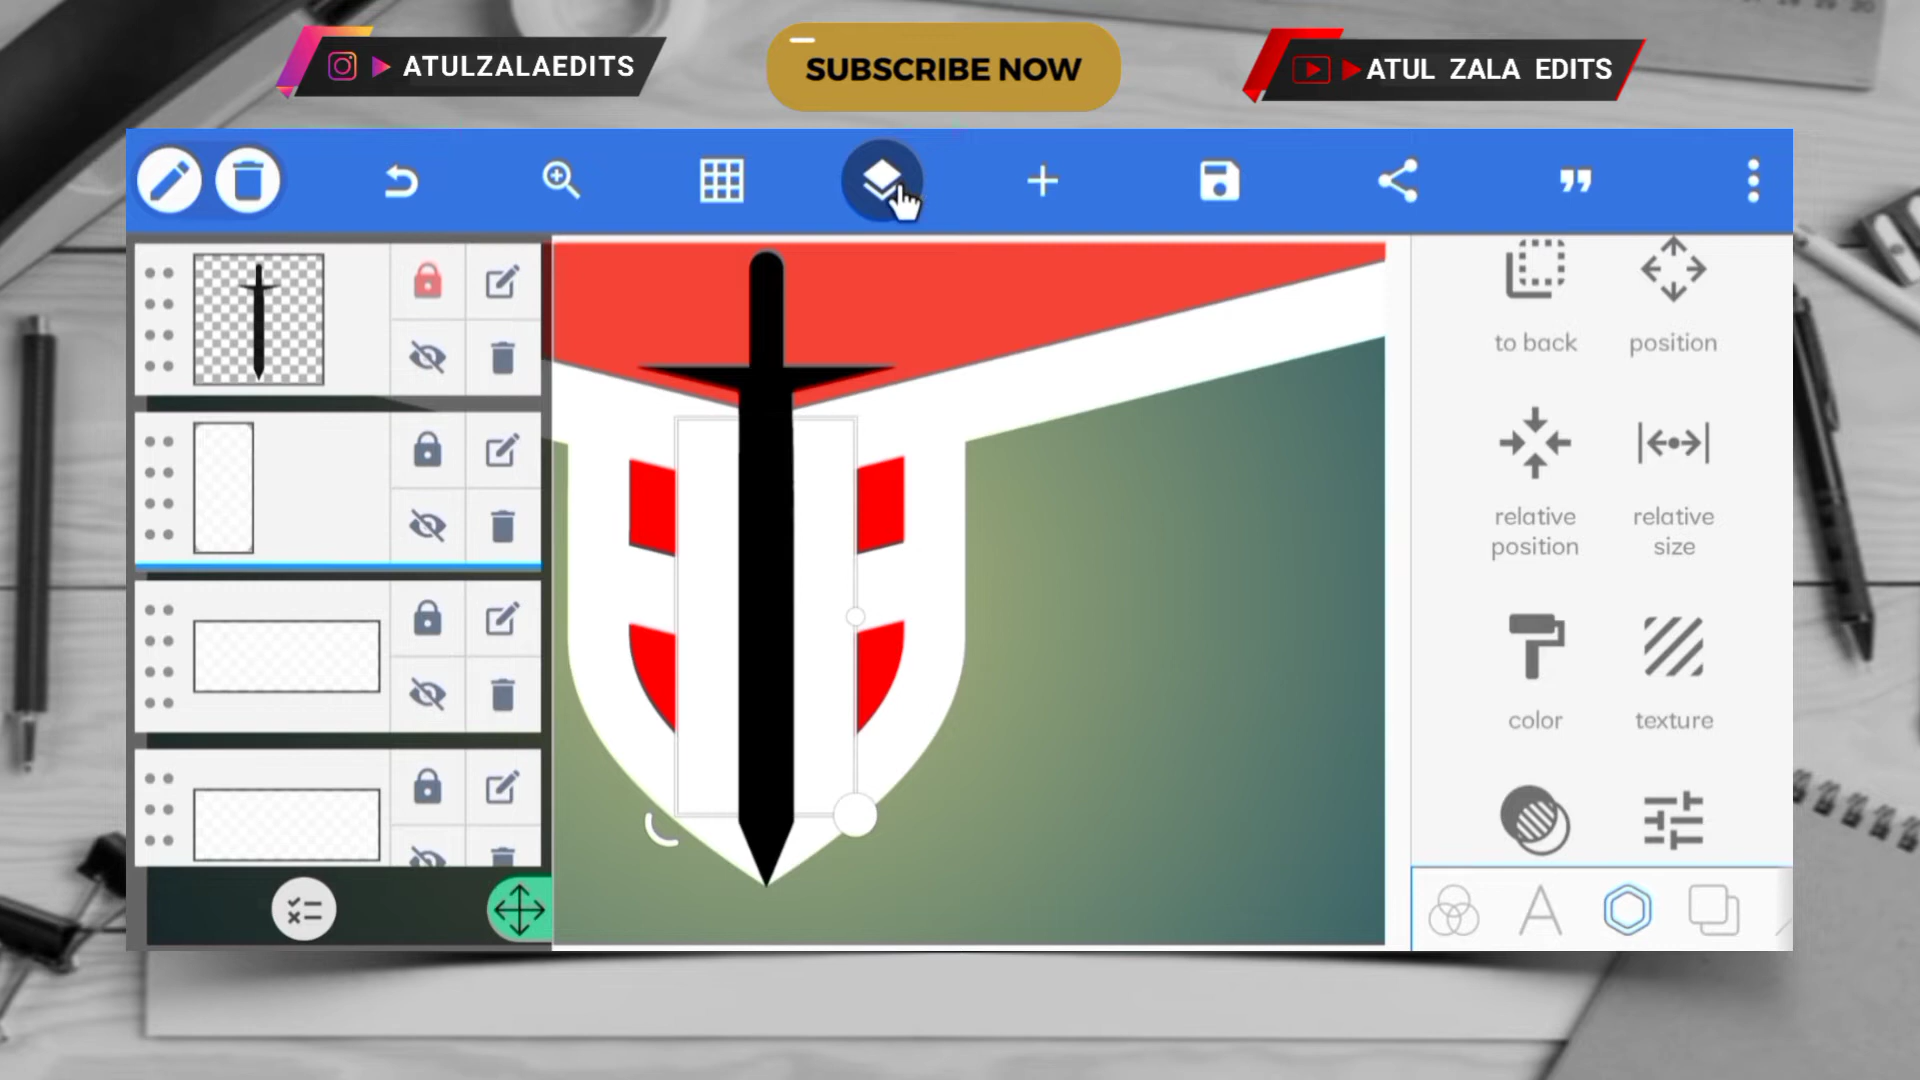 ATULZALAEDITS
SUBSCRIBE NOW
ATUL ZALA EDITS
to back
position
relative position
relative size
color
texture